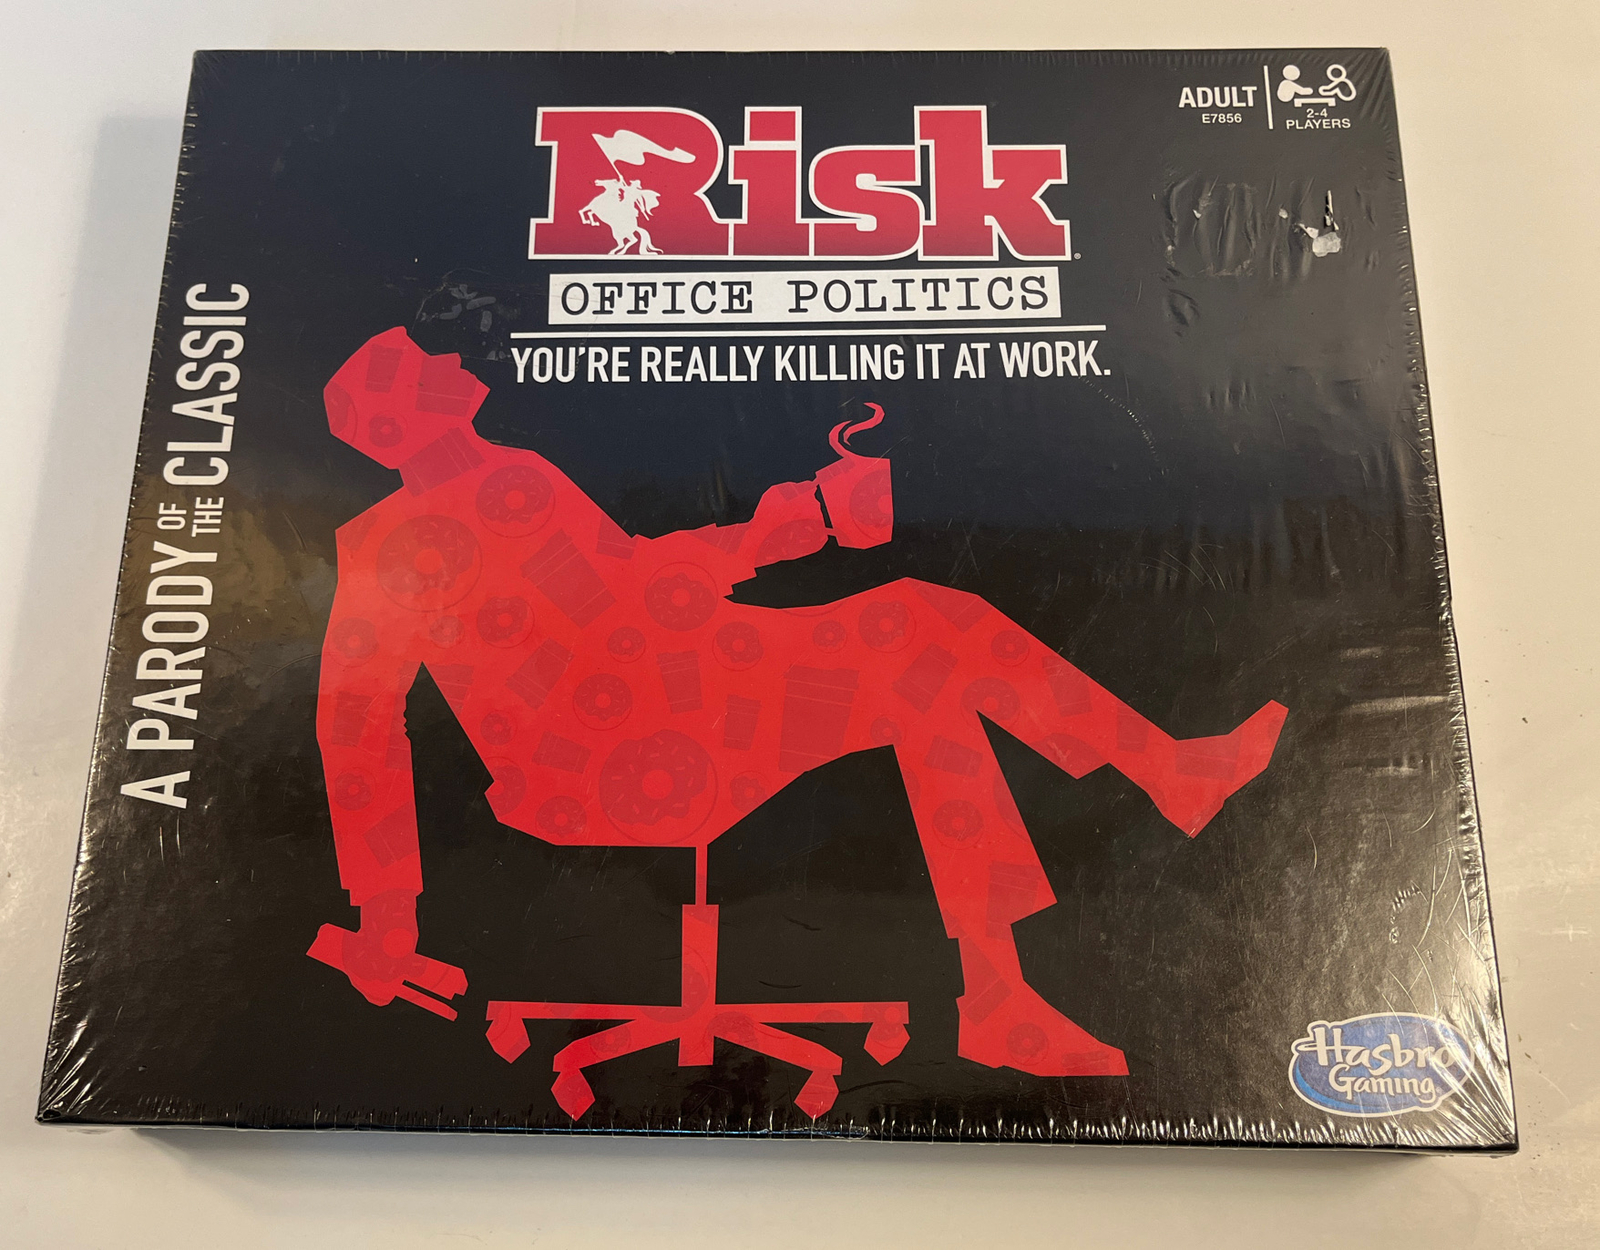 ADULT
E7856
2-4
PLAYERS
Risk
OFFICE POLITICS
YOU'RE REALLY KILLING IT AT WORK.
A PARODY OF THE CLASSIC
Hasbro
Gaming